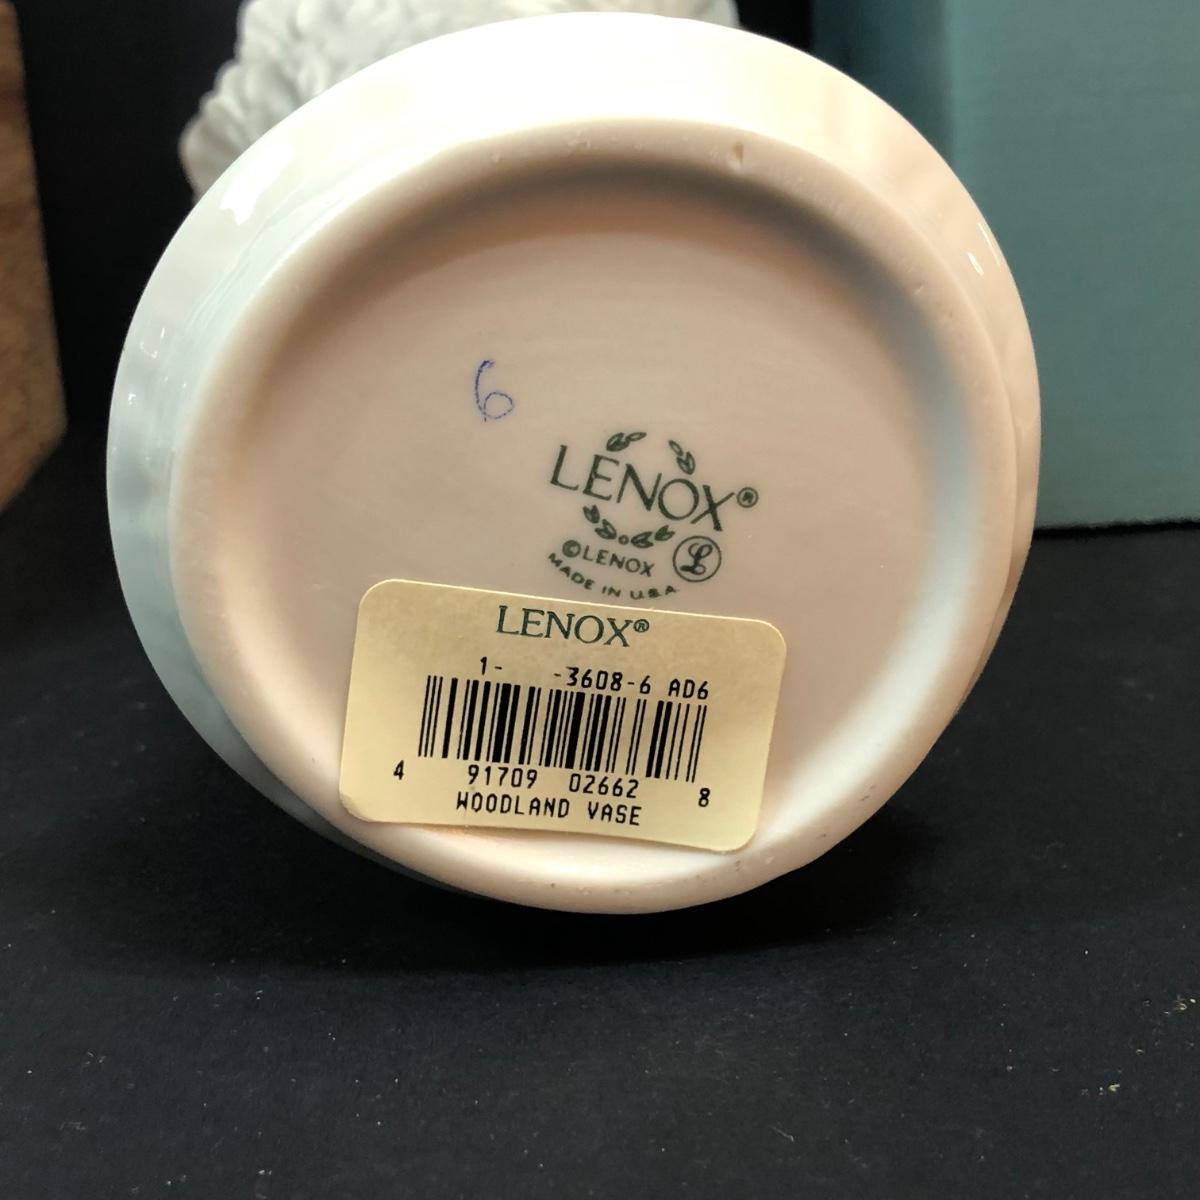 6
LENOX®
©LENOX L
MADE IN U.S.A.
LENOX®
1- -3608-6 AD6
4 91709 02662 8
WOODLAND VASE